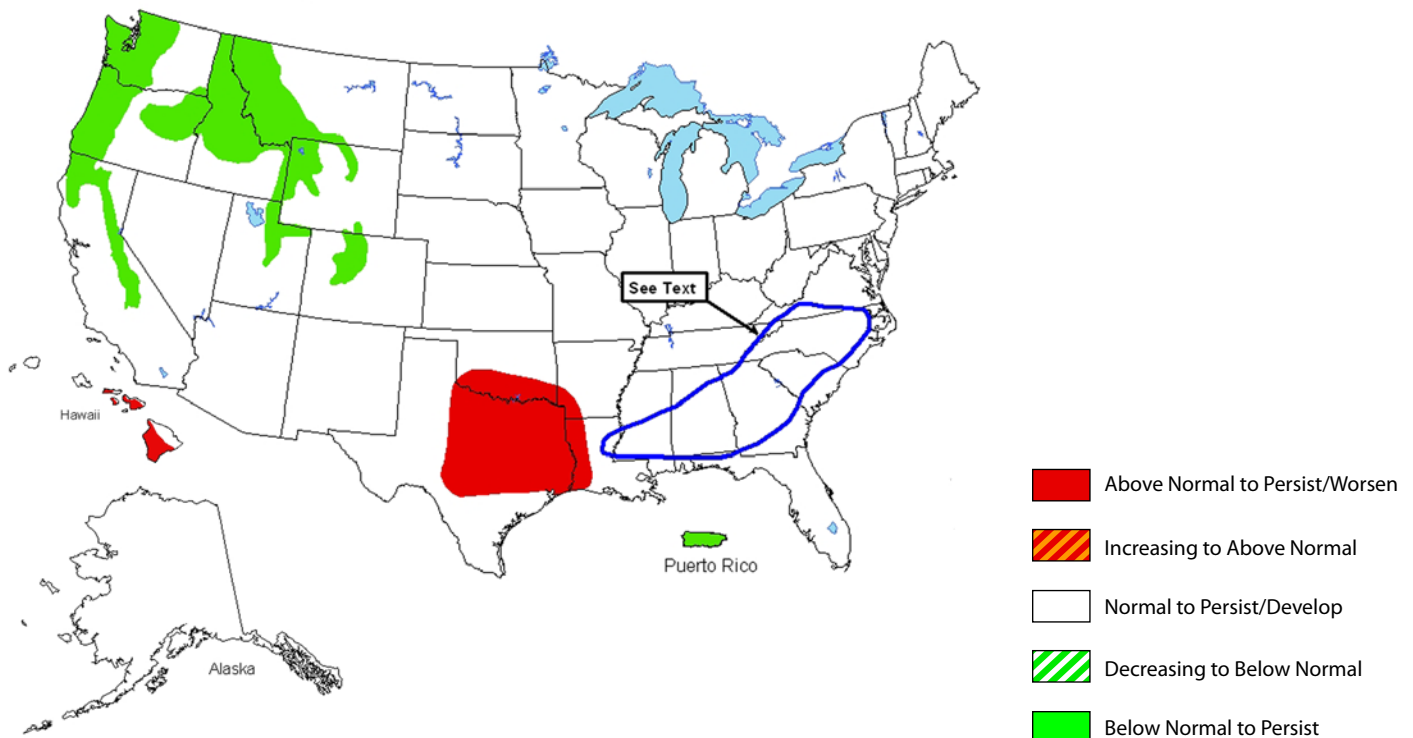 See Text
Hawaii
Puerto Rico
Alaska
Above Normal to Persist/Worsen
Increasing to Above Normal
Normal to Persist/Develop
Decreasing to Below Normal
Below Normal to Persist